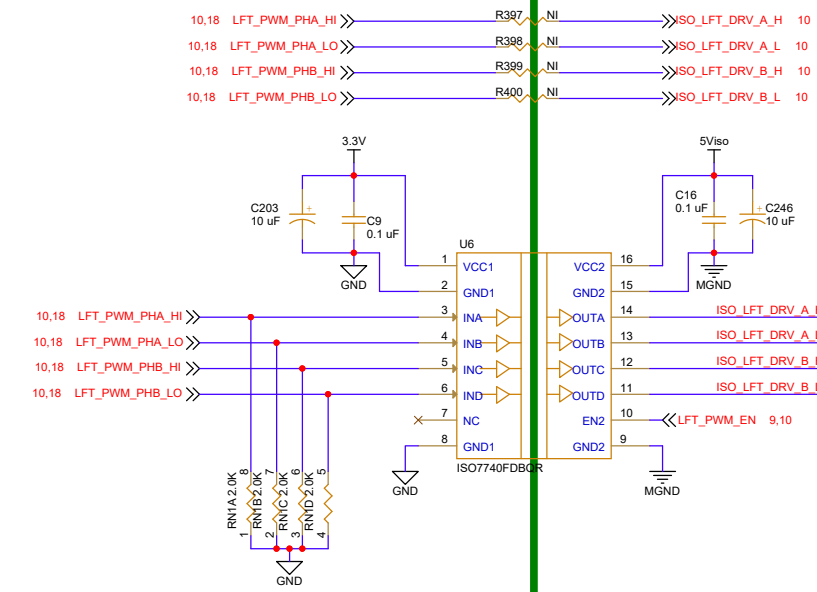 10,18 LFT_PWM_PHA_HI R397 NI ISO_LFT_DRV_A_H 10
10,18 LFT_PWM_PHA_LO R398 NI ISO_LFT_DRV_A_L 10
10,18 LFT_PWM_PHB_HI R399 NI ISO_LFT_DRV_B_H 10
10,18 LFT_PWM_PHB_LO R400 NI ISO_LFT_DRV_B_L 10
3.3V 5Viso
C203
10 uF
+
C9
0.1 uF
C16
0.1 uF
+
C246
10 uF
GND MGND
U6
1 VCC1 VCC2 16
2 GND1 GND2 15
10,18 LFT_PWM_PHA_HI 3 INA OUTA 14 ISO_LFT_DRV_A_
10,18 LFT_PWM_PHA_LO 4 INB OUTB 13 ISO_LFT_DRV_A_
10,18 LFT_PWM_PHB_HI 5 INC OUTC 12 ISO_LFT_DRV_B_
10,18 LFT_PWM_PHB_LO 6 IND OUTD 11 ISO_LFT_DRV_B_
7 NC EN2 10 LFT_PWM_EN 9,10
8 GND1 GND2 9
ISO7740FDBQR
GND MGND
8 7 6 5
RN1A 2.0K
RN1B 2.0K
RN1C 2.0K
RN1D 2.0K
1 2 3 4
GND